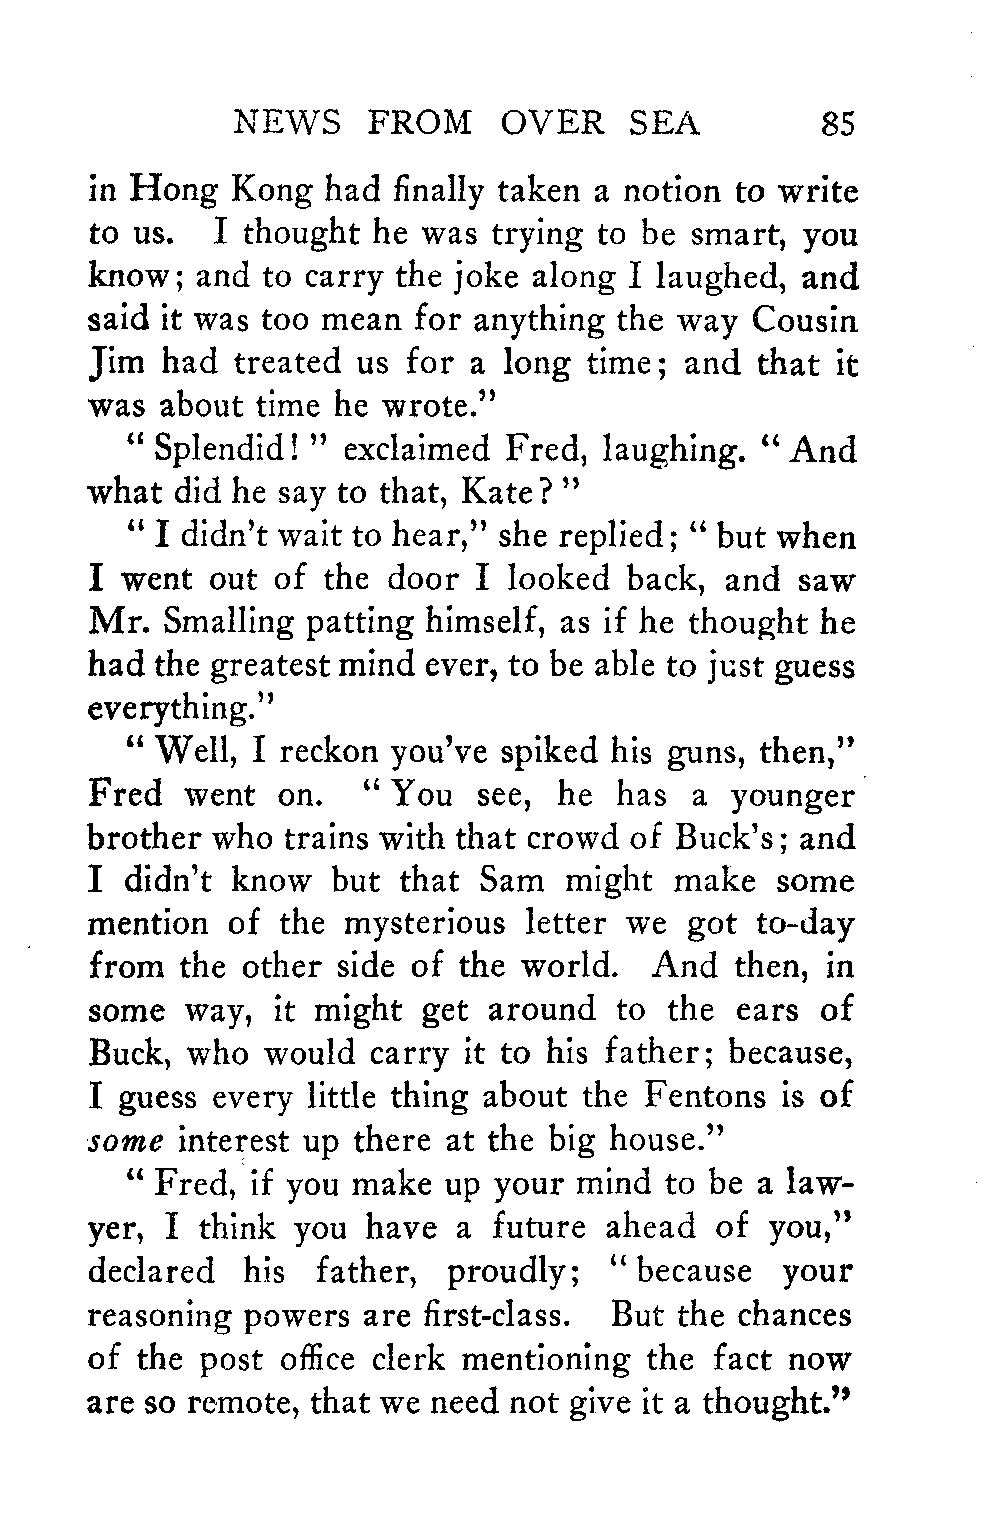 NEWS FROM OVER SEA 85
in Hong Kong had finally taken a notion to write
to us. I thought he was trying to be smart, you
know; and to carry the joke along I laughed, and
said it was too mean for anything the way Cousin
Jim had treated us for a long time; and that it
was about time he wrote."
" Splendid! " exclaimed Fred, laughing. " And
what did he say to that, Kate? "
" I didn't wait to hear," she replied; " but when
I went out of the door I looked back, and saw
Mr. Smalling patting himself, as if he thought he
had the greatest mind ever, to be able to just guess
everything."
" Well, I reckon you've spiked his guns, then,"
Fred went on. " You see, he has a younger
brother who trains with that crowd of Buck's; and
I didn't know but that Sam might make some
mention of the mysterious letter we got to-day
from the other side of the world. And then, in
some way, it might get around to the ears of
Buck, who would carry it to his father; because,
I guess every little thing about the Fentons is of
some interest up there at the big house."
" Fred, if you make up your mind to be a law-
yer, I think you have a future ahead of you,"
declared his father, proudly; " because your
reasoning powers are first-class. But the chances
of the post office clerk mentioning the fact now
are so remote, that we need not give it a thought."